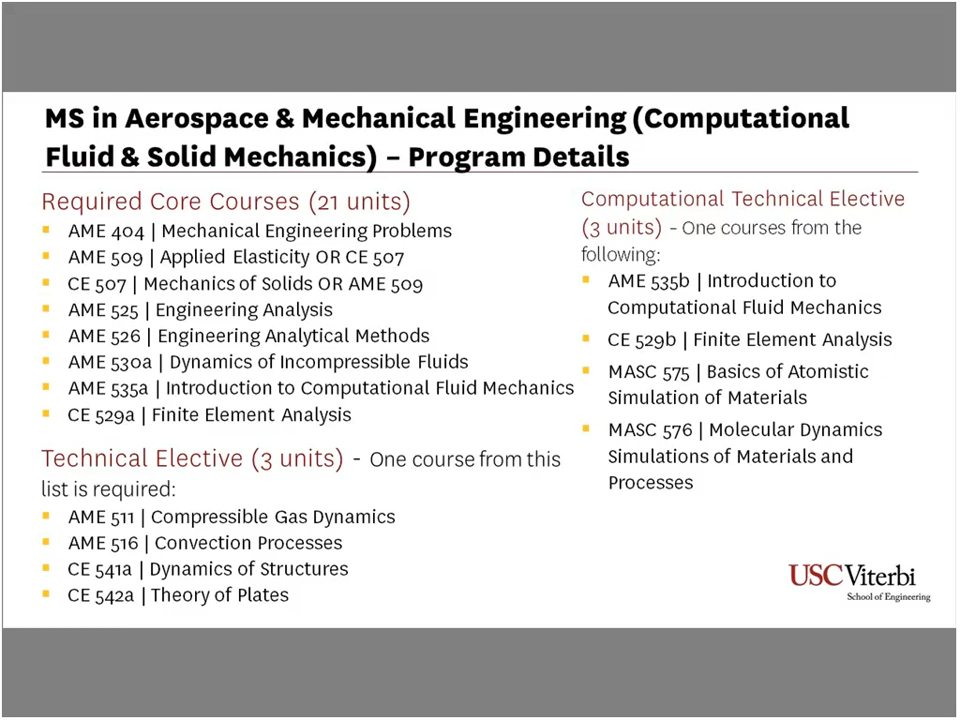 MS in Aerospace & Mechanical Engineering (Computational
Fluid & Solid Mechanics) – Program Details
Required Core Courses (21 units)
AME 404 | Mechanical Engineering Problems
AME 509 | Applied Elasticity OR CE 507
CE 507 | Mechanics of Solids OR AME 509
AME 525 | Engineering Analysis
AME 526 | Engineering Analytical Methods
AME 530a | Dynamics of Incompressible Fluids
AME 535a | Introduction to Computational Fluid Mechanics
CE 529a | Finite Element Analysis
Technical Elective (3 units) - One course from this
list is required:
AME 511 | Compressible Gas Dynamics
AME 516 | Convection Processes
CE 541a | Dynamics of Structures
CE 542a | Theory of Plates
Computational Technical Elective
(3 units) - One courses from the
following:
AME 535b | Introduction to
Computational Fluid Mechanics
CE 529b | Finite Element Analysis
MASC 575 | Basics of Atomistic
Simulation of Materials
MASC 576 | Molecular Dynamics
Simulations of Materials and
Processes
USC Viterbi
School of Engineering